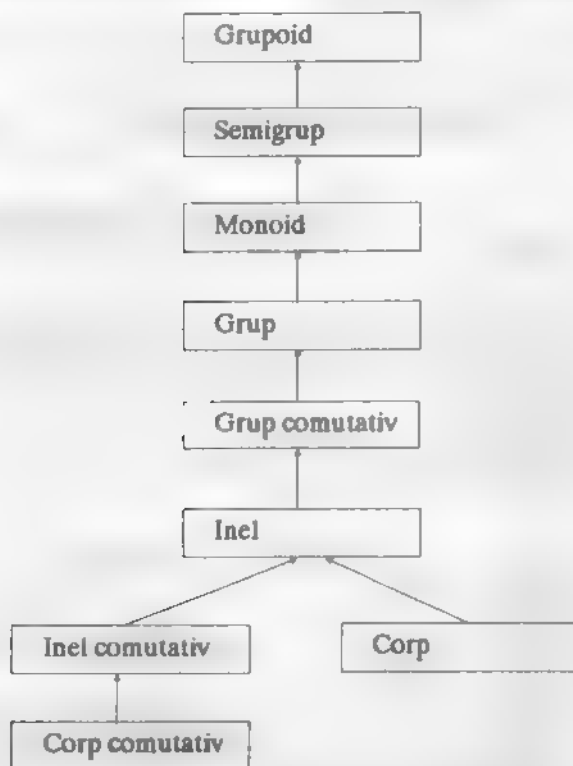 Grupoid
Semigrup
Monoid
Grup
Grup comutativ
Inel
Inel comutativ
Corp
Corp comutativ